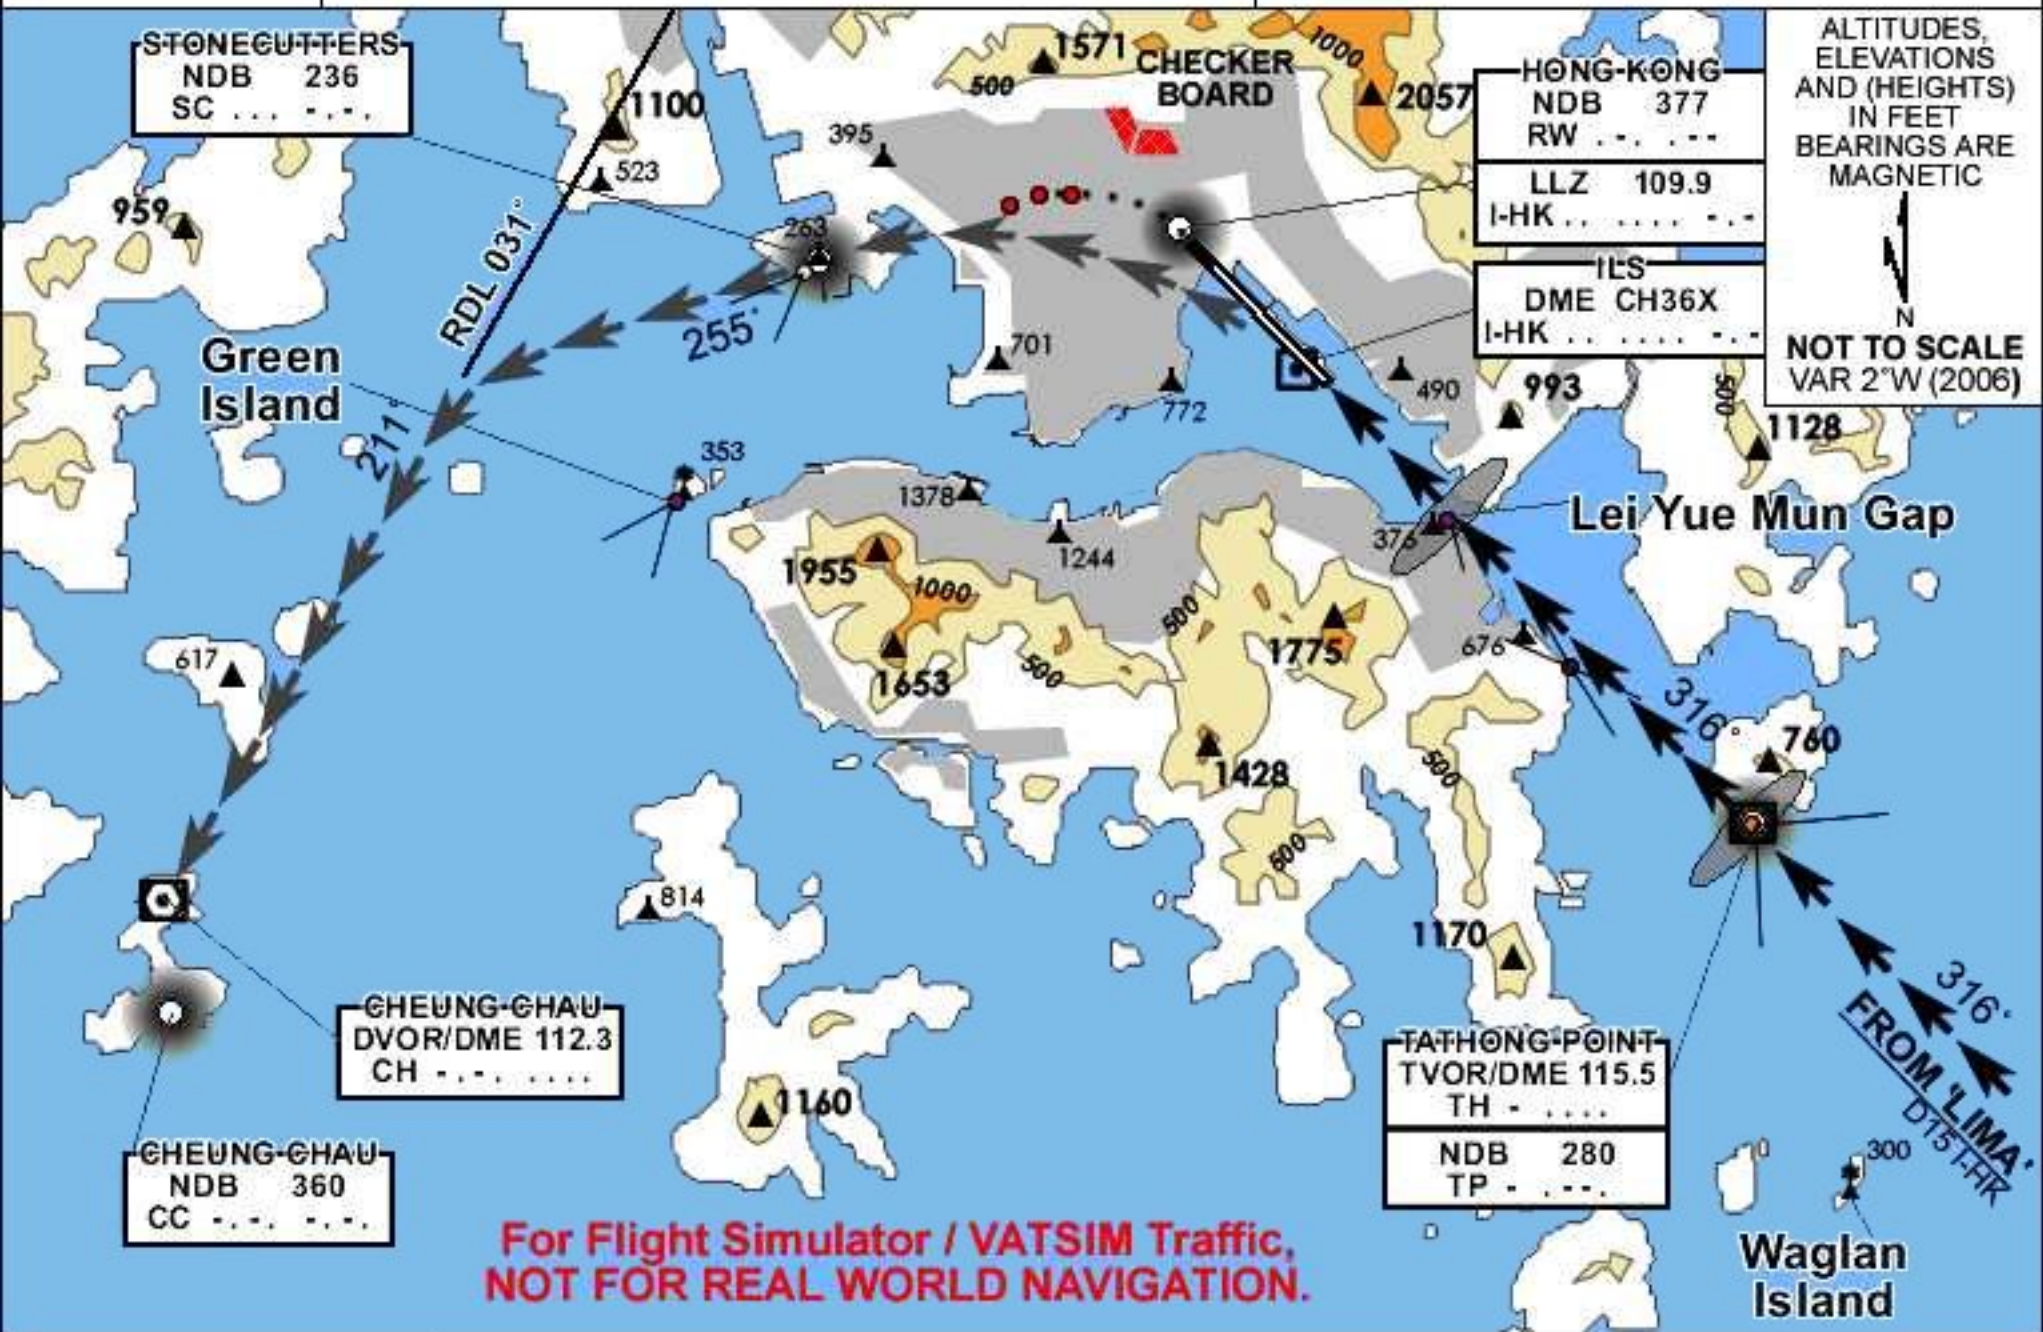 STONECUTTERS
NDB 236
SC ... -.-.
1100
523
395
1571
500
CHECKER
BOARD
1000
2057
HONG-KONG
NDB 377
RW .-. .--
LLZ 109.9
I-HK .. .... -.-
ILS
DME CH36X
I-HK .. .... -.-
ALTITUDES,
ELEVATIONS
AND (HEIGHTS)
IN FEET
BEARINGS ARE
MAGNETIC
N
NOT TO SCALE
VAR 2°W (2006)
959
RDL 031°
263
255°
Green
Island
211°
701
772
490
993
500
1128
353
1378
1244
376
Lei Yue Mun Gap
1955
1000
1653
500
500
1775
676
316°
617
1428
500
760
500
814
1170
316°
FROM 'LIMA'
D15 I-HK
CHEUNG-CHAU
DVOR/DME 112.3
CH -.-. ....
TATHONG-POINT
TVOR/DME 115.5
TH - ....
NDB 280
TP - .--.
1160
CHEUNG-CHAU
NDB 360
CC -.-. -.-.
300
Waglan
Island
For Flight Simulator / VATSIM Traffic,
NOT FOR REAL WORLD NAVIGATION.